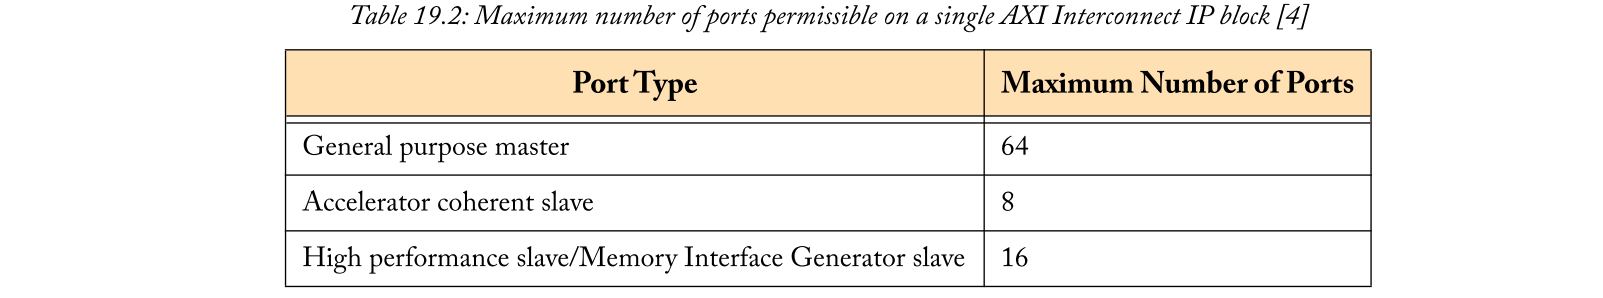 Table 19.2: Maximum number of ports permissible on a single AXI Interconnect IP block [4]
Port Type Maximum Number of Ports
General purpose master 64
Accelerator coherent slave 8
High performance slave/Memory Interface Generator slave 16